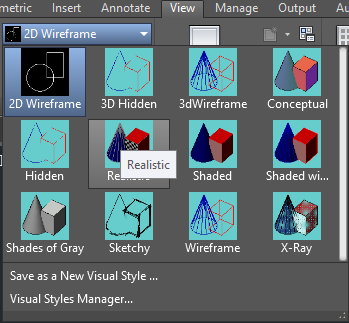 metric Insert Annotate View Manage Output
2D Wireframe
2D Wireframe 3D Hidden 3dWireframe Conceptual
Hidden Realistic Shaded Shaded wi...
Realistic
Shades of Gray Sketchy Wireframe X-Ray
Save as a New Visual Style ...
Visual Styles Manager...